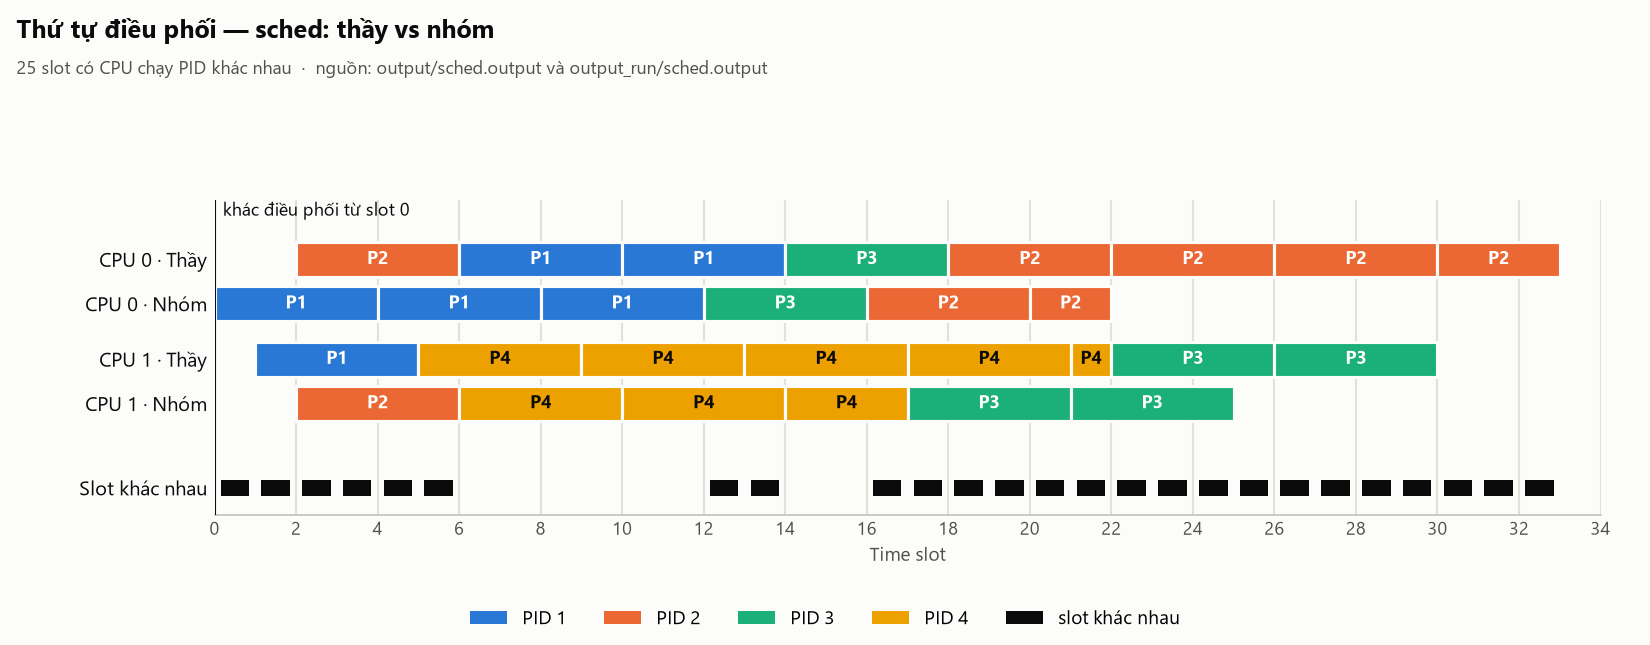 Thứ tự điều phối — sched: thầy vs nhóm
25 slot có CPU chạy PID khác nhau · nguồn: output/sched.output và output_run/sched.output
khác điều phối từ slot 0
CPU 0 · Thầy P2 P1 P1 P3 P2 P2 P2 P2
CPU 0 · Nhóm P1 P1 P1 P3 P2 P2
CPU 1 · Thầy P1 P4 P4 P4 P4 P4 P3 P3
CPU 1 · Nhóm P2 P4 P4 P4 P3 P3
Slot khác nhau
0 2 4 6 8 10 12 14 16 18 20 22 24 26 28 30 32 34
Time slot
PID 1 PID 2 PID 3 PID 4 slot khác nhau